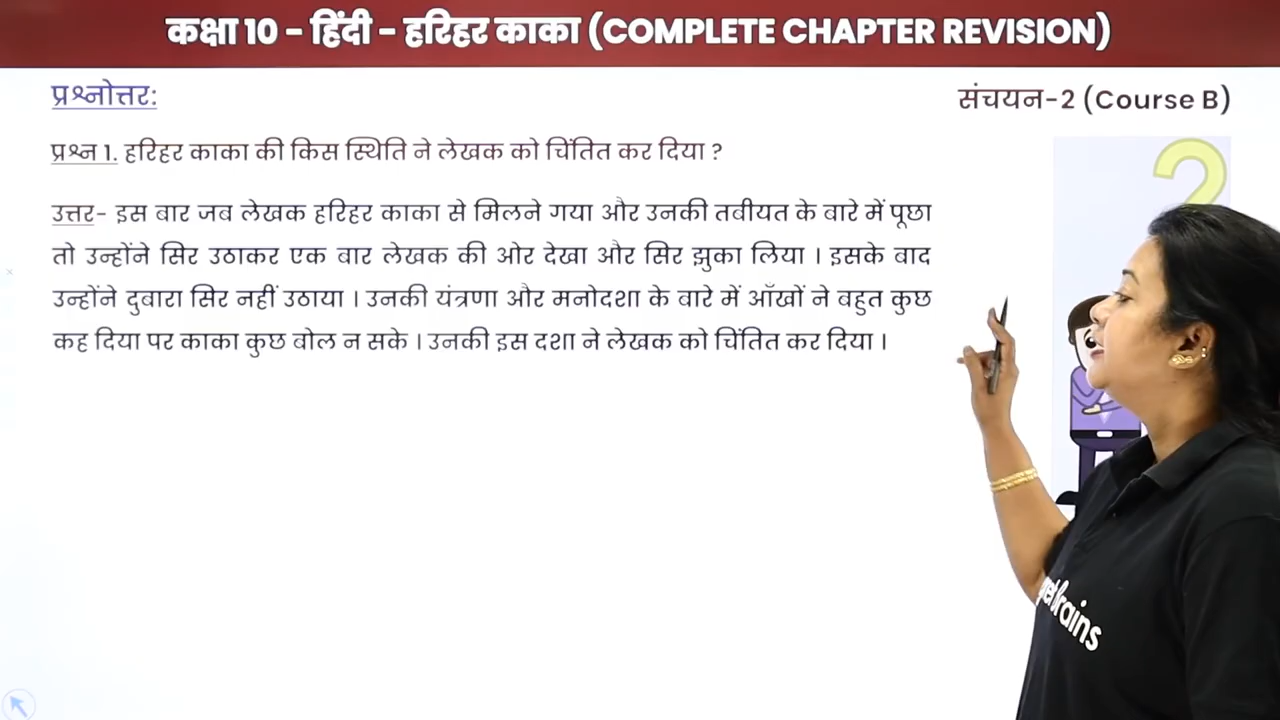 कक्षा 10 - हिंदी - हरिहर काका (COMPLETE CHAPTER REVISION)
प्रश्नोत्तर:
संचयन-2 (Course B)
प्रश्न 1. हरिहर काका की किस स्थिति ने लेखक को चिंतित कर दिया ?
उत्तर- इस बार जब लेखक हरिहर काका से मिलने गया और उनकी तबीयत के बारे में पूछा
तो उन्होंने सिर उठाकर एक बार लेखक की ओर देखा और सिर झुका लिया । इसके बाद
उन्होंने दुबारा सिर नहीं उठाया । उनकी यंत्रणा और मनोदशा के बारे में आँखों ने बहुत कुछ
कह दिया पर काका कुछ बोल न सके । उनकी इस दशा ने लेखक को चिंतित कर दिया ।